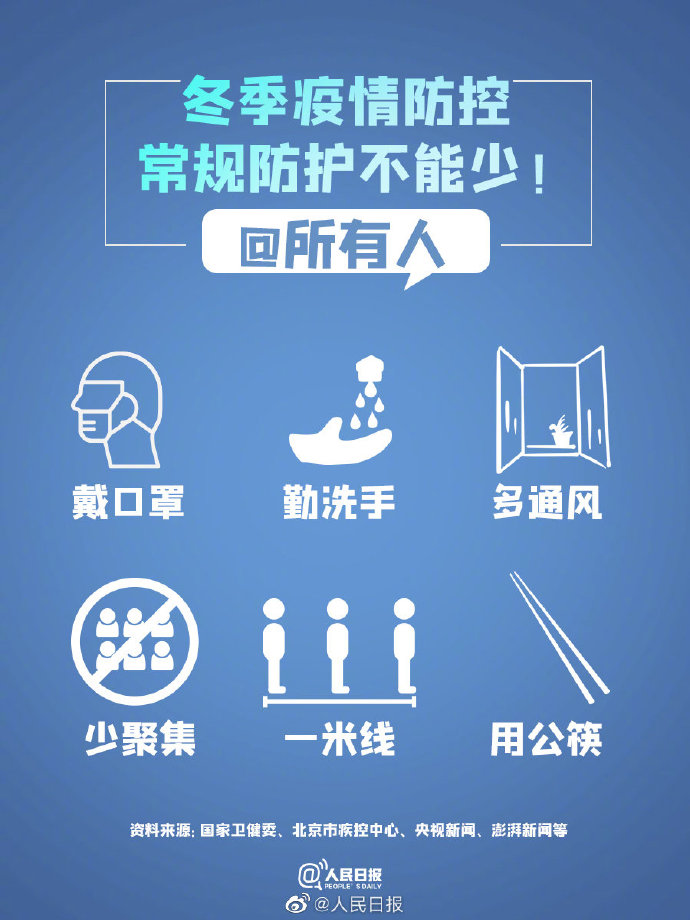 冬季疫情防控
常规防护不能少!
@所有人
戴口罩
勤洗手
多通风
少聚集
一米线
用公筷
资料来源:国家卫健委、北京市疾控中心、央视新闻、澎湃新闻等
@人民日报
PEOPLE'S DAILY
@人民日报